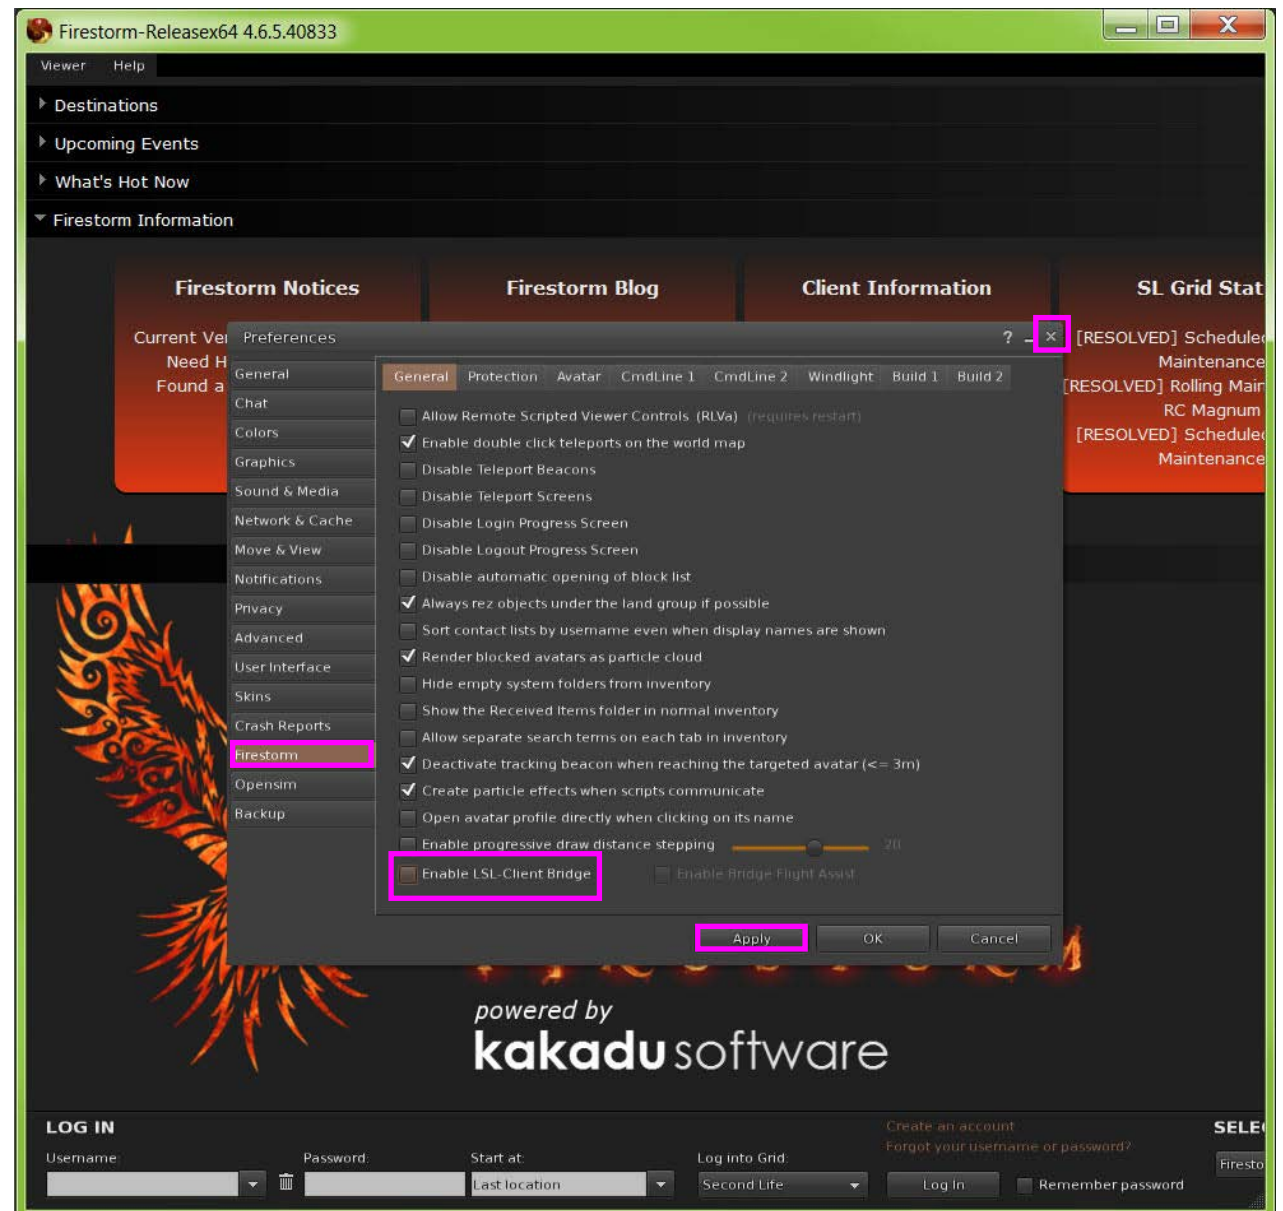 Firestorm-Releasex64 4.6.5.40833
Viewer Help
Destinations
Upcoming Events
What's Hot Now
Firestorm Information
Firestorm Notices
Current Ver
Need H
Found a
Firestorm Blog
Client Information
SL Grid Stat
[RESOLVED] Scheduled
Maintenance
[RESOLVED] Rolling Main
RC Magnum
[RESOLVED] Scheduled
Maintenance
Preferences ?
General
Chat
Colors
Graphics
Sound & Media
Network & Cache
Move & View
Notifications
Privacy
Advanced
User Interface
Skins
Crash Reports
Firestorm
Opensim
Backup
General Protection Avatar CmdLine 1 CmdLine 2 Windlight Build 1 Build 2
Allow Remote Scripted Viewer Controls (RLVa) (requires restart)
Enable double click teleports on the world map
Disable Teleport Beacons
Disable Teleport Screens
Disable Login Progress Screen
Disable Logout Progress Screen
Disable automatic opening of block list
Always rez objects under the land group if possible
Sort contact lists by username even when display names are shown
Render blocked avatars as particle cloud
Hide empty system folders from inventory
Show the Received Items folder in normal inventory
Allow separate search terms on each tab in inventory
Deactivate tracking beacon when reaching the targeted avatar (<= 3m)
Create particle effects when scripts communicate
Open avatar profile directly when clicking on its name
Enable progressive draw distance stepping 20
Enable LSL-Client Bridge Enable Bridge Flight Assist
Apply OK Cancel
powered by
kakadu software
LOG IN
Username:
Password:
Start at:
Last location
Log into Grid:
Second Life
Create an account
Forgot your username or password?
Log In
Remember password
SELE
Firesto